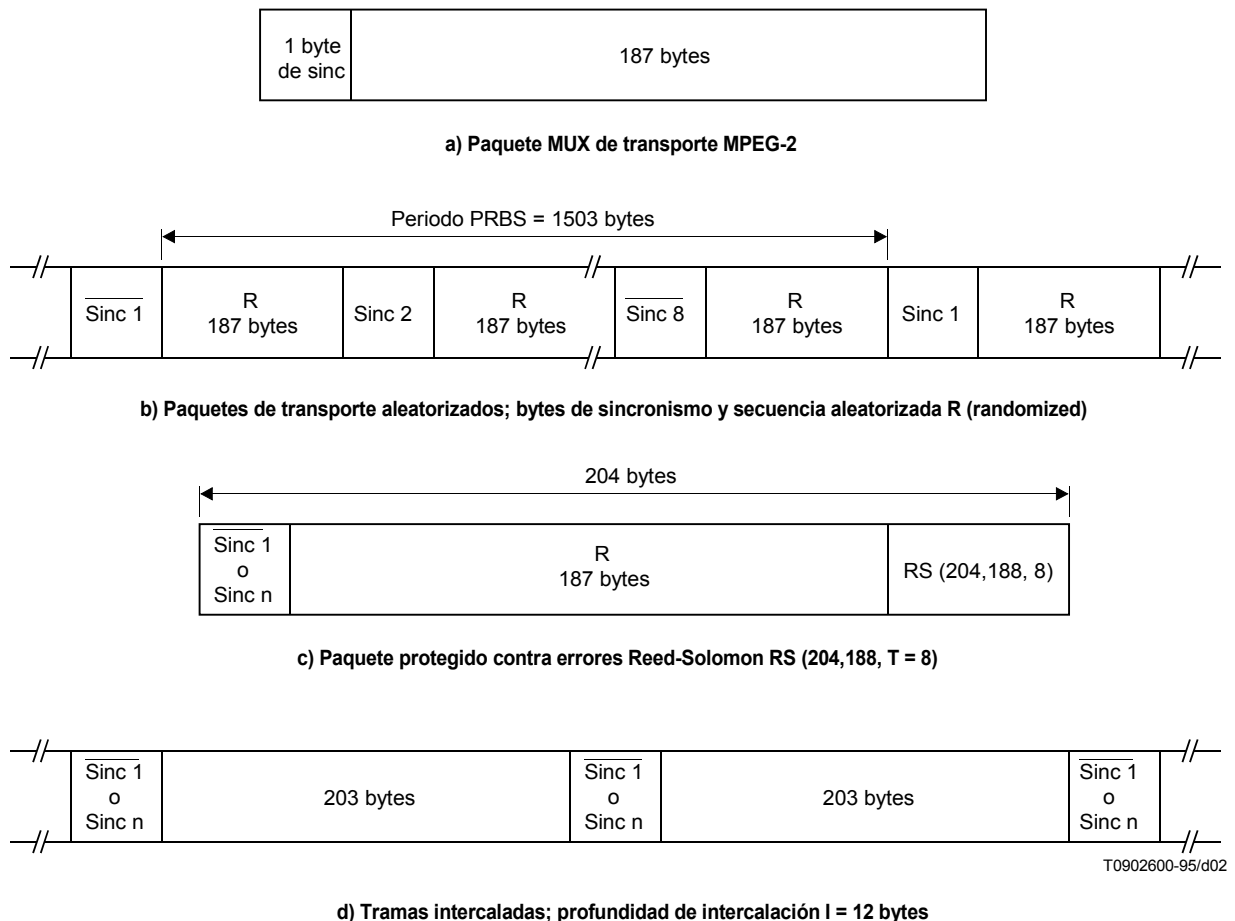 1 byte
de sinc
187 bytes
a) Paquete MUX de transporte MPEG-2
Periodo PRBS = 1503 bytes
Sinc 1
R
187 bytes
Sinc 2
R
187 bytes
Sinc 8
R
187 bytes
Sinc 1
R
187 bytes
b) Paquetes de transporte aleatorizados; bytes de sincronismo y secuencia aleatorizada R (randomized)
204 bytes
Sinc 1
o
Sinc n
R
187 bytes
RS (204,188, 8)
c) Paquete protegido contra errores Reed-Solomon RS (204,188, T = 8)
Sinc 1
o
Sinc n
203 bytes
Sinc 1
o
Sinc n
203 bytes
Sinc 1
o
Sinc n
T0902600-95/d02
d) Tramas intercaladas; profundidad de intercalación I = 12 bytes